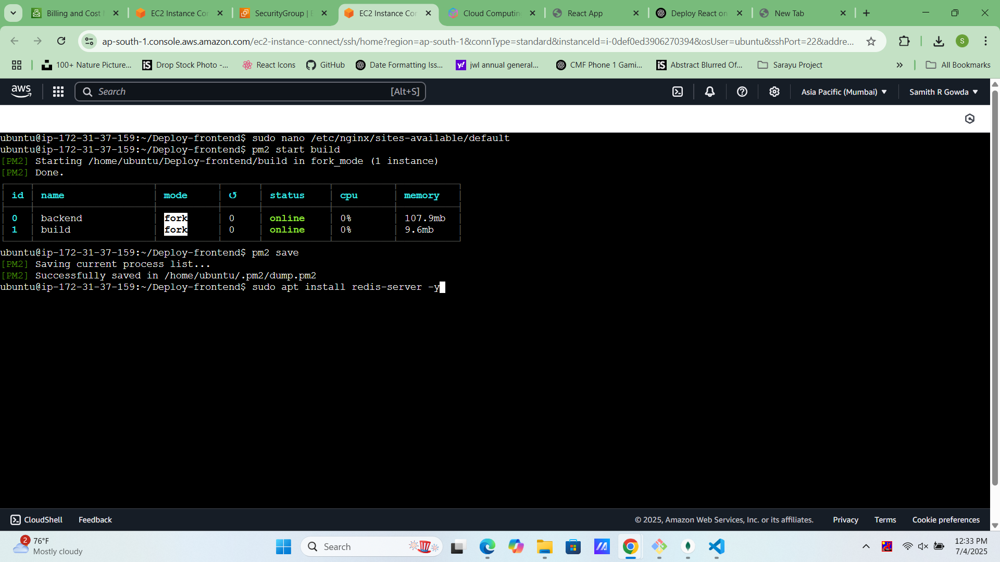 Billing and Cost
EC2 Instance Con
SecurityGroup | E
EC2 Instance Con
Cloud Computing
React App
Deploy React on
New Tab
ap-south-1.console.aws.amazon.com/ec2-instance-connect/ssh/home?region=ap-south-1&connType=standard&instanceId=i-0def0ed3906270394&osUser=ubuntu&sshPort=22&addre...
S
100+ Nature Picture...
Drop Stock Photo -...
React Icons
GitHub
Date Formatting Iss...
jwl annual general...
CMF Phone 1 Gami...
Abstract Blurred Of...
Sarayu Project
All Bookmarks
aws
Search
[Alt+S]
Asia Pacific (Mumbai)
Samith R Gowda
ubuntu@ip-172-31-37-159:~/Deploy-frontend$ sudo nano /etc/nginx/sites-available/default
ubuntu@ip-172-31-37-159:~/Deploy-frontend$ pm2 start build
[PM2] Starting /home/ubuntu/Deploy-frontend/build in fork_mode (1 instance)
[PM2] Done.
id name mode ↺ status cpu memory
0 backend fork 0 online 0% 107.9mb
1 build fork 0 online 0% 9.6mb
ubuntu@ip-172-31-37-159:~/Deploy-frontend$ pm2 save
[PM2] Saving current process list...
[PM2] Successfully saved in /home/ubuntu/.pm2/dump.pm2
ubuntu@ip-172-31-37-159:~/Deploy-frontend$ sudo apt install redis-server -y
CloudShell
Feedback
© 2025, Amazon Web Services, Inc. or its affiliates.
Privacy
Terms
Cookie preferences
2
76°F
Mostly cloudy
Search
12:33 PM
7/4/2025